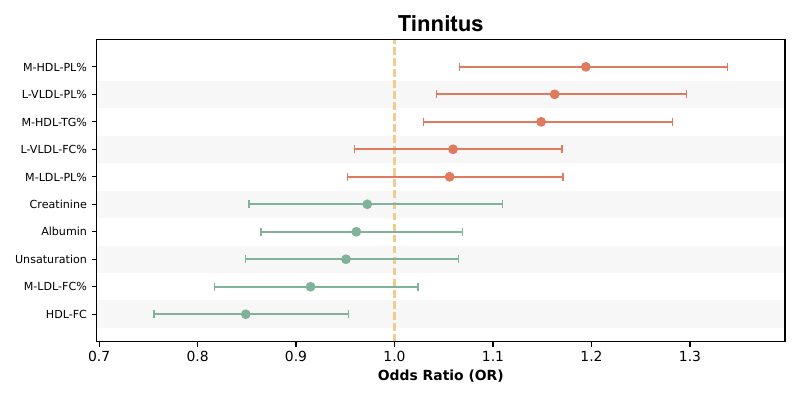 Tinnitus
M-HDL-PL%
L-VLDL-PL%
M-HDL-TG%
L-VLDL-FC%
M-LDL-PL%
Creatinine
Albumin
Unsaturation
M-LDL-FC%
HDL-FC
0.7 0.8 0.9 1.0 1.1 1.2 1.3
Odds Ratio (OR)